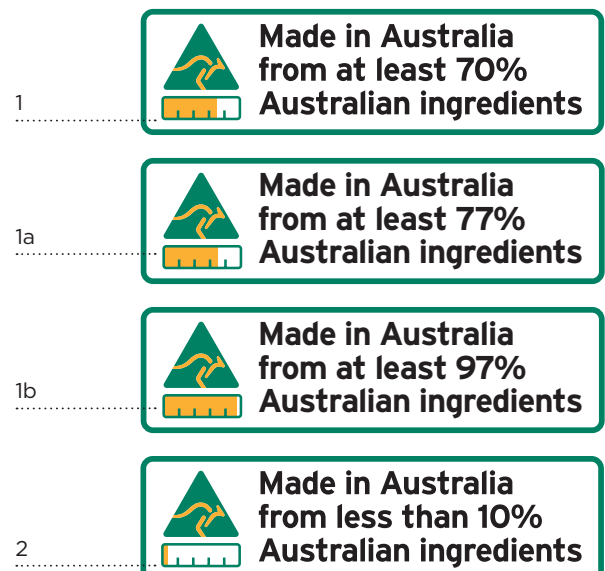 1
Made in Australia
from at least 70%
Australian ingredients
1a
Made in Australia
from at least 77%
Australian ingredients
1b
Made in Australia
from at least 97%
Australian ingredients
2
Made in Australia
from less than 10%
Australian ingredients